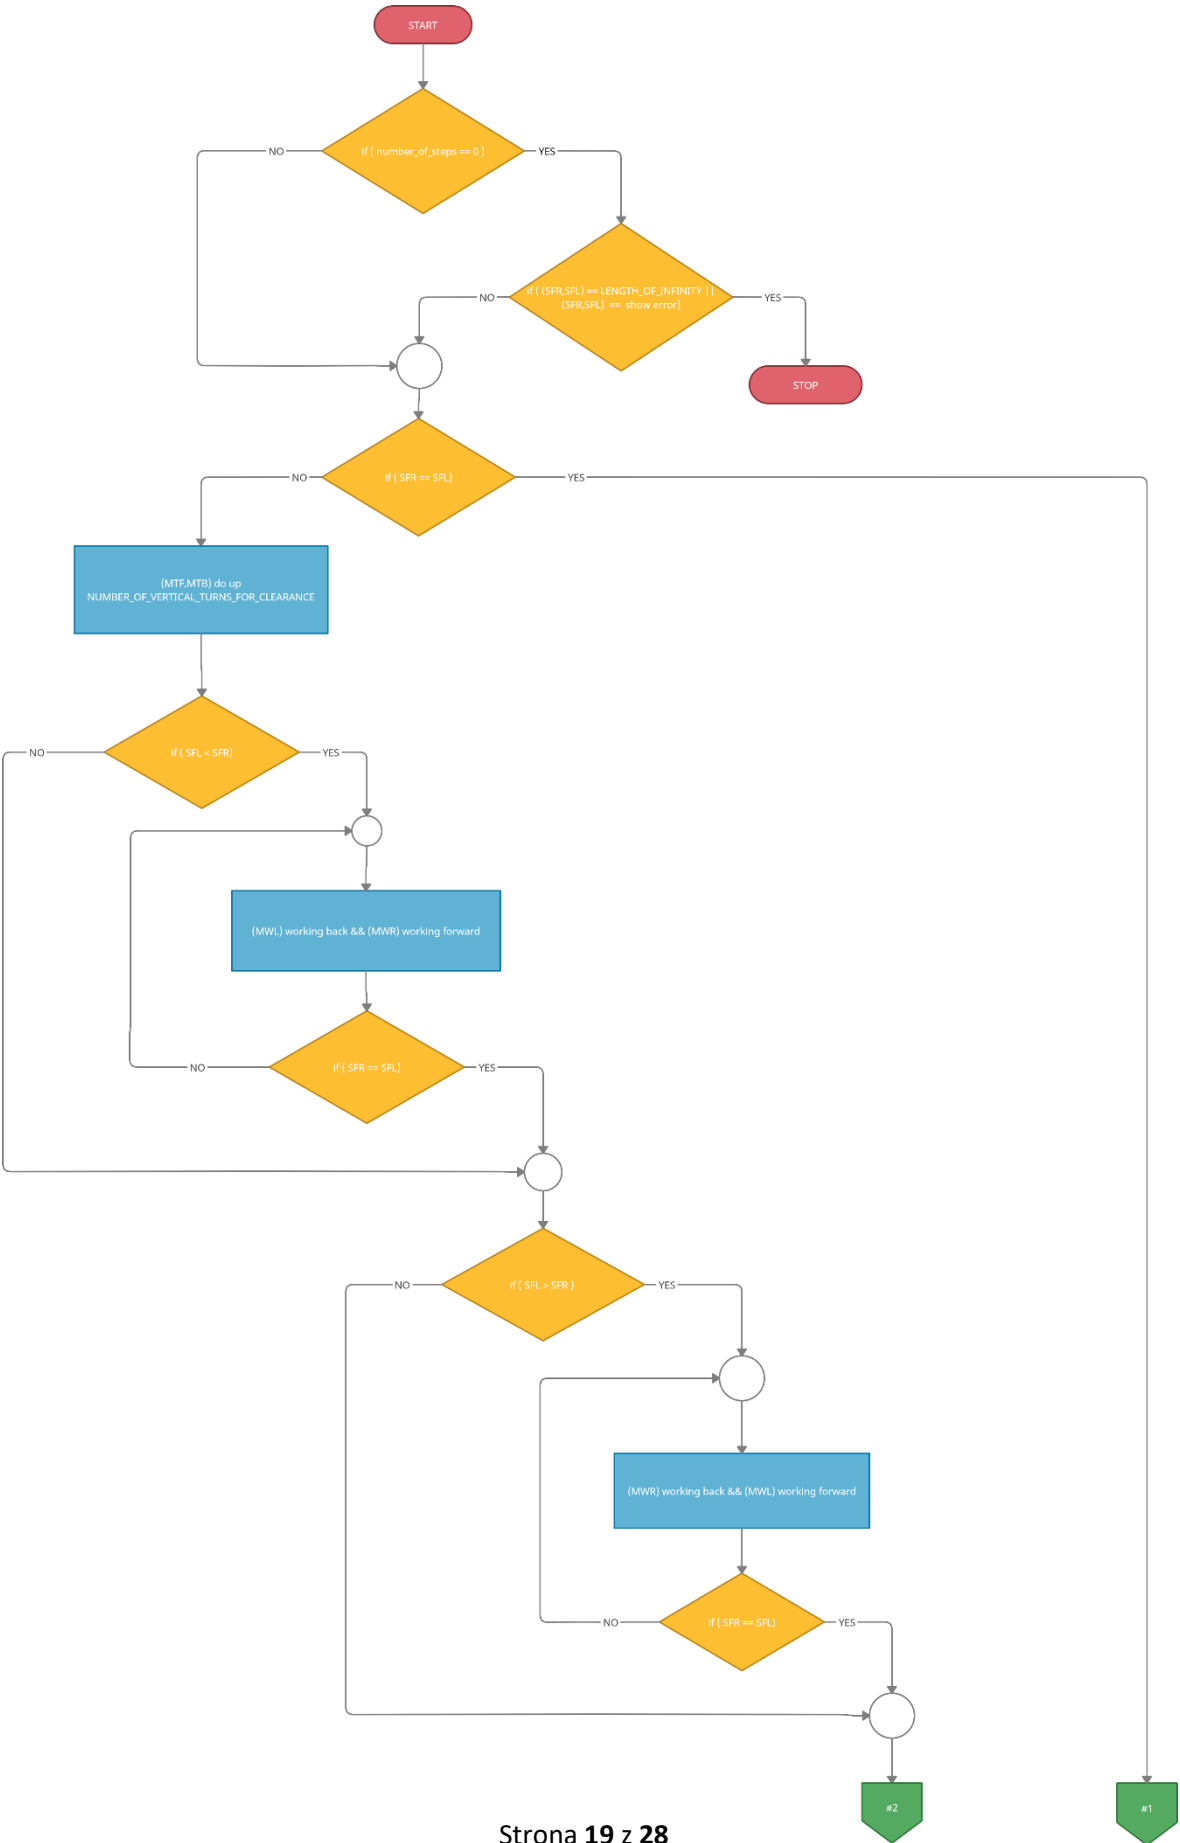 START
if ( number_of_steps == 0 )
NO
YES
if ( (SFR,SFL) == LENGTH_OF_INFINITY ||
(SFR,SFL) == show error)
NO
YES
STOP
if ( SFR == SFL)
NO
YES
(MTF,MTB) do up
NUMBER_OF_VERTICAL_TURNS_FOR_CLEARANCE
if ( SFL < SFR)
NO
YES
(MWL) working back && (MWR) working forward
if ( SFR == SFL)
NO
YES
if ( SFL > SFR )
NO
YES
(MWR) working back && (MWL) working forward
if ( SFR == SFL)
NO
YES
#2
#1
Strona 19 z 28